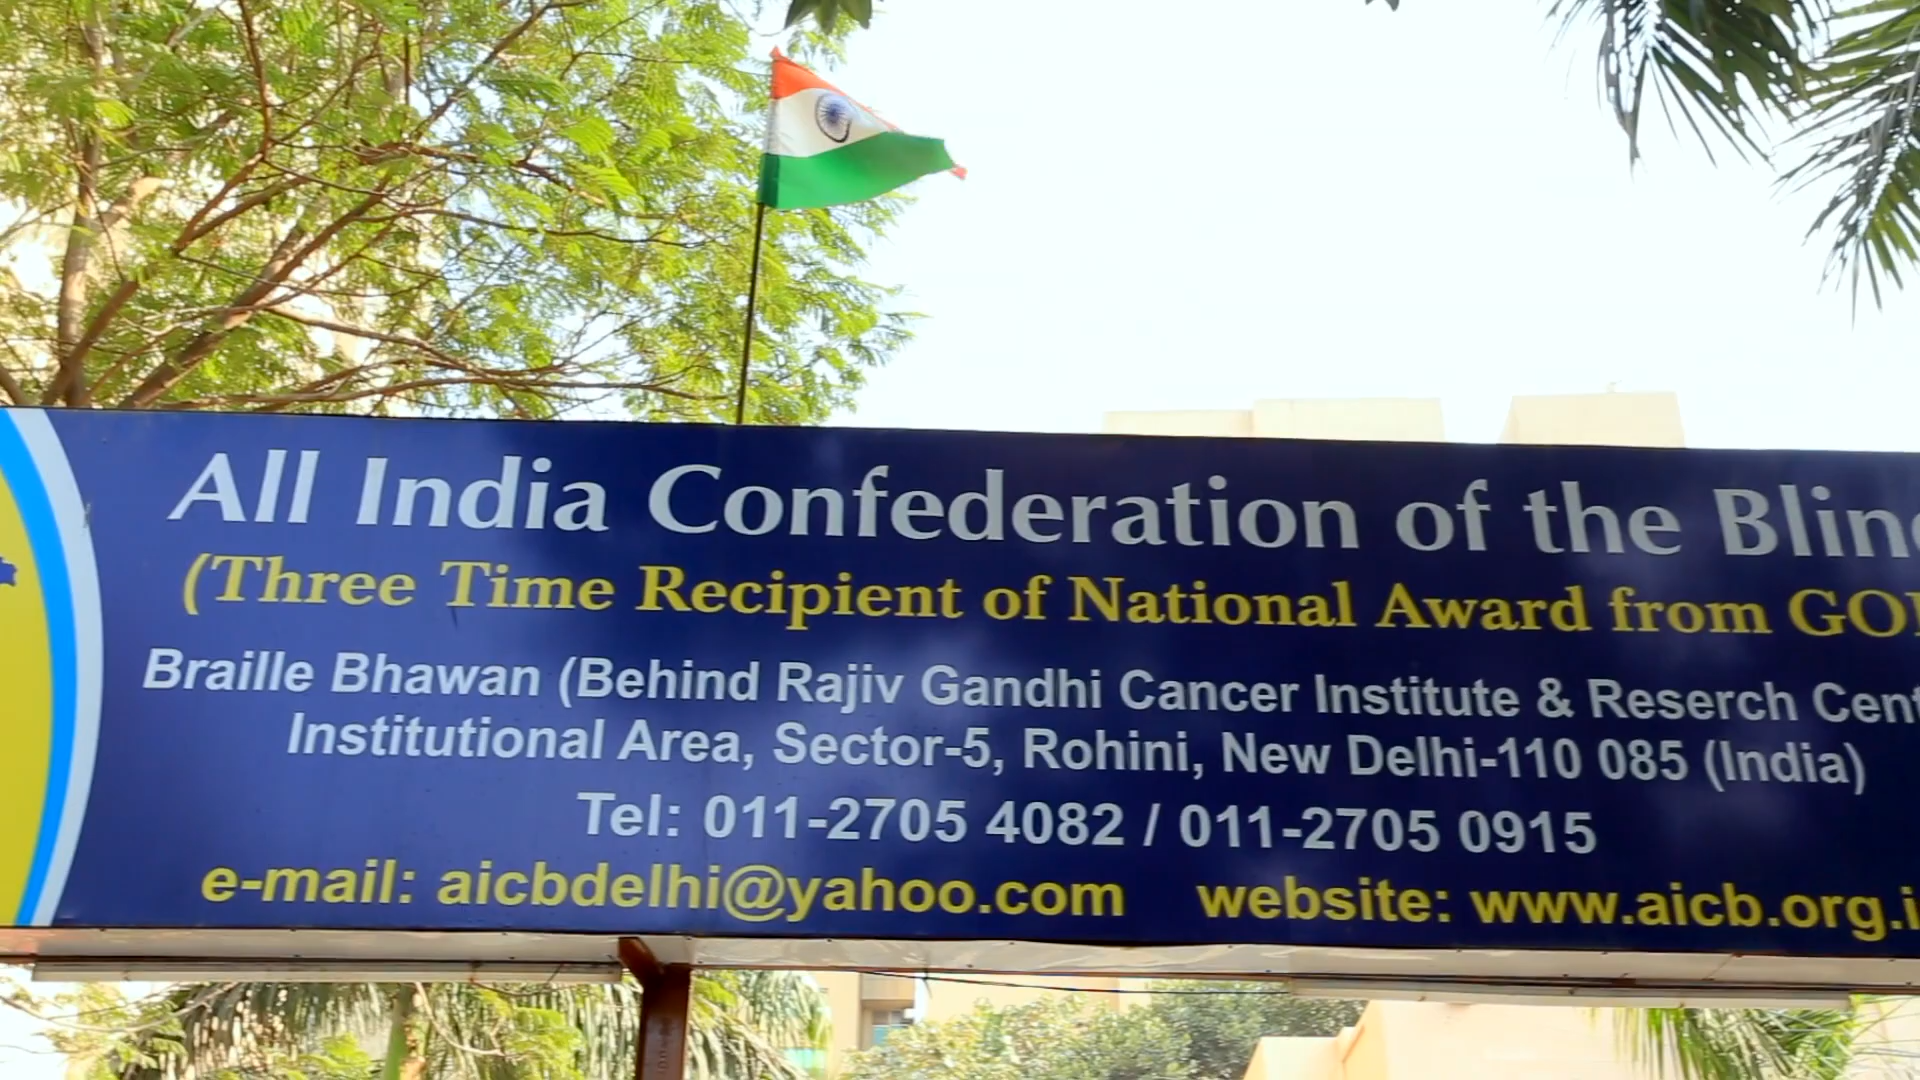 All India Confederation of the Blin
(Three Time Recipient of National Award from GOI
Braille Bhawan (Behind Rajiv Gandhi Cancer Institute & Reserch Cent
Institutional Area, Sector-5, Rohini, New Delhi-110 085 (India)
Tel: 011-2705 4082 / 011-2705 0915
e-mail: aicbdelhi@yahoo.com website: www.aicb.org.i